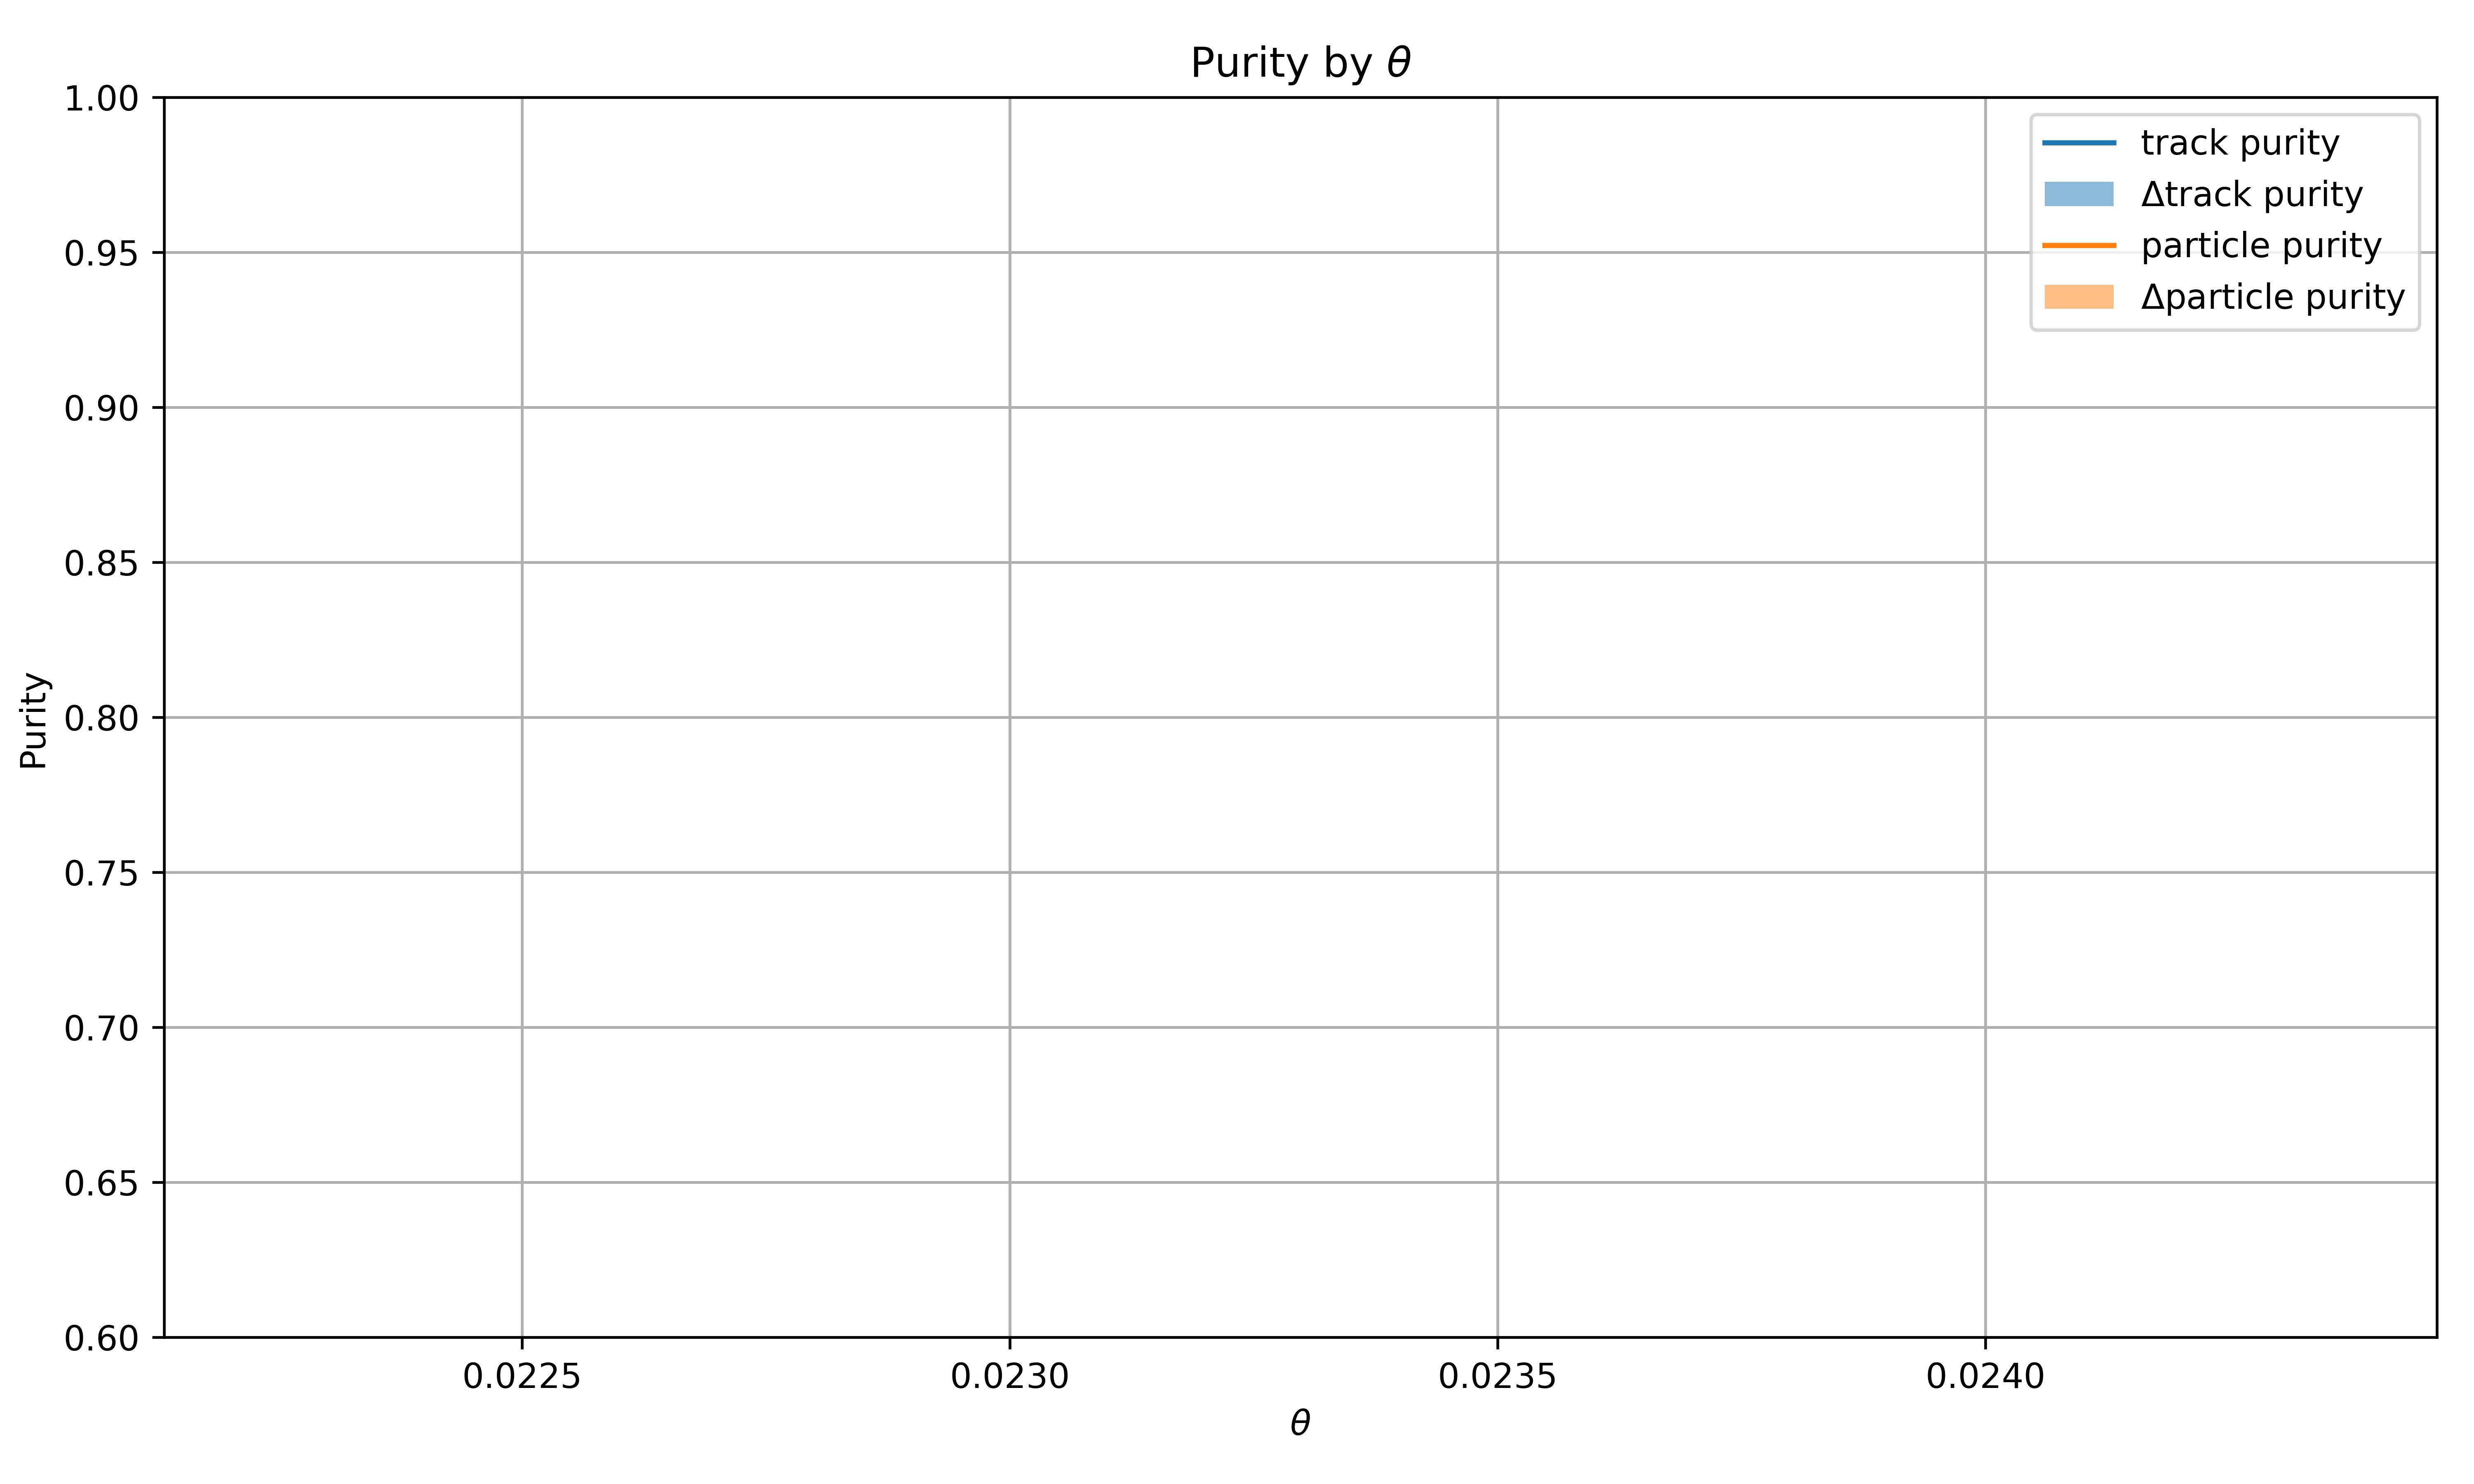 Purity by θ
1.00
0.95
0.90
0.85
0.80
0.75
0.70
0.65
0.60
Purity
track purity
Δtrack purity
particle purity
Δparticle purity
0.0225
0.0230
0.0235
0.0240
θ